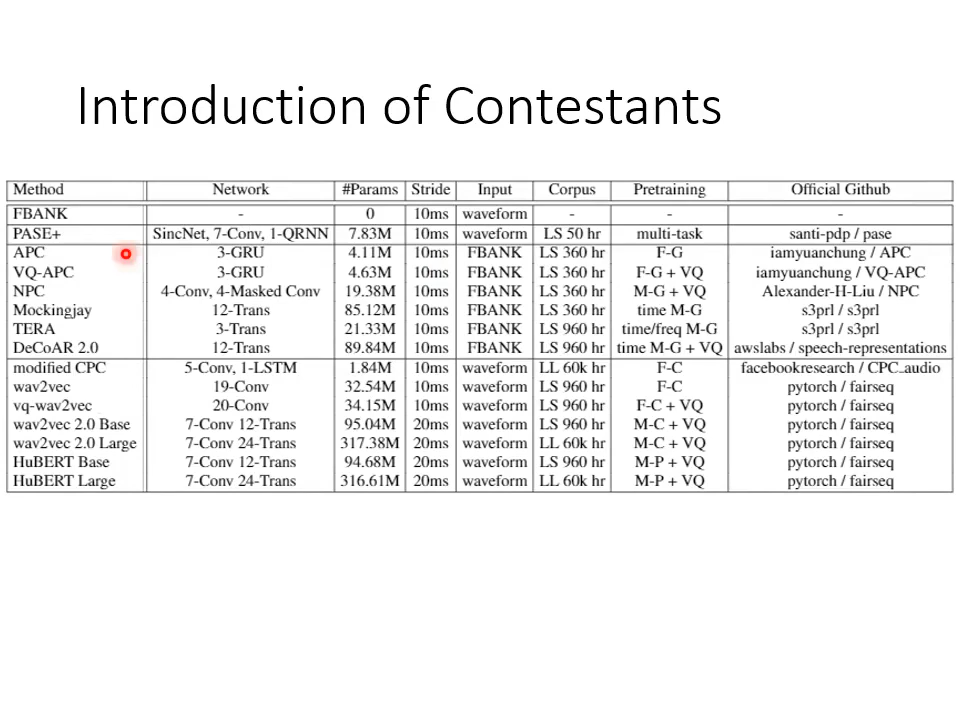 Introduction of Contestants
Method Network #Params Stride Input Corpus Pretraining Official Github
FBANK - 0 10ms waveform - - -
PASE+ SincNet, 7-Conv, 1-QRNN 7.83M 10ms waveform LS 50 hr multi-task santi-pdp / pase
APC 3-GRU 4.11M 10ms FBANK LS 360 hr F-G iamyuanchung / APC
VQ-APC 3-GRU 4.63M 10ms FBANK LS 360 hr F-G + VQ iamyuanchung / VQ-APC
NPC 4-Conv, 4-Masked Conv 19.38M 10ms FBANK LS 360 hr M-G + VQ Alexander-H-Liu / NPC
Mockingjay 12-Trans 85.12M 10ms FBANK LS 360 hr time M-G s3prl / s3prl
TERA 3-Trans 21.33M 10ms FBANK LS 960 hr time/freq M-G s3prl / s3prl
DeCoAR 2.0 12-Trans 89.84M 10ms FBANK LS 960 hr time M-G + VQ awslabs / speech-representations
modified CPC 5-Conv, 1-LSTM 1.84M 10ms waveform LL 60k hr F-C facebookresearch / CPC_audio
wav2vec 19-Conv 32.54M 10ms waveform LS 960 hr F-C pytorch / fairseq
vq-wav2vec 20-Conv 34.15M 10ms waveform LS 960 hr F-C + VQ pytorch / fairseq
wav2vec 2.0 Base 7-Conv 12-Trans 95.04M 20ms waveform LS 960 hr M-C + VQ pytorch / fairseq
wav2vec 2.0 Large 7-Conv 24-Trans 317.38M 20ms waveform LL 60k hr M-C + VQ pytorch / fairseq
HuBERT Base 7-Conv 12-Trans 94.68M 20ms waveform LS 960 hr M-P + VQ pytorch / fairseq
HuBERT Large 7-Conv 24-Trans 316.61M 20ms waveform LL 60k hr M-P + VQ pytorch / fairseq